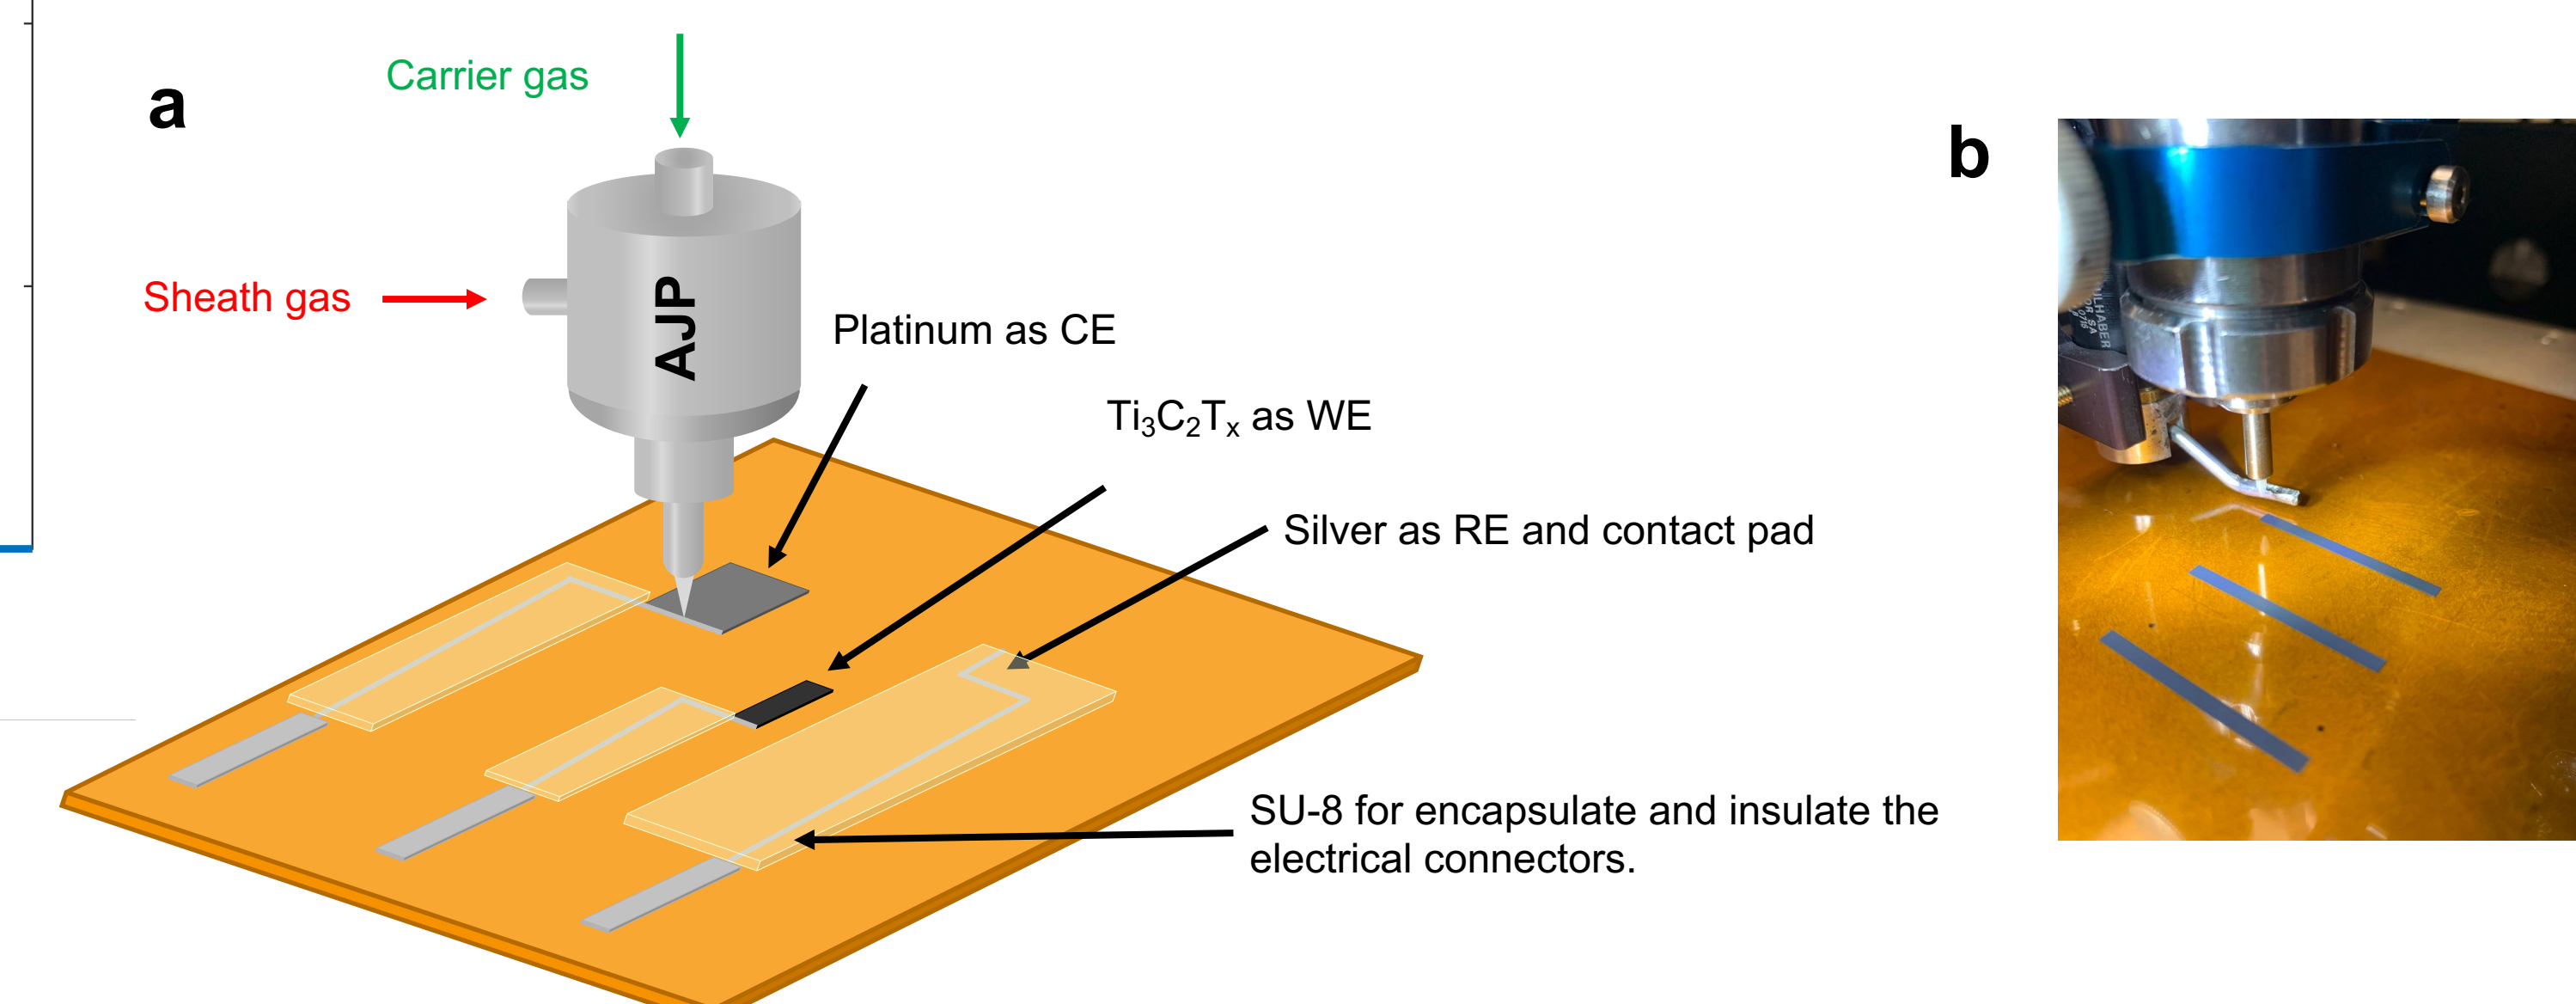 a
Carrier gas
Sheath gas
AJP
Platinum as CE
Ti₃C₂Tₓ as WE
Silver as RE and contact pad
SU-8 for encapsulate and insulate the
electrical connectors.
b